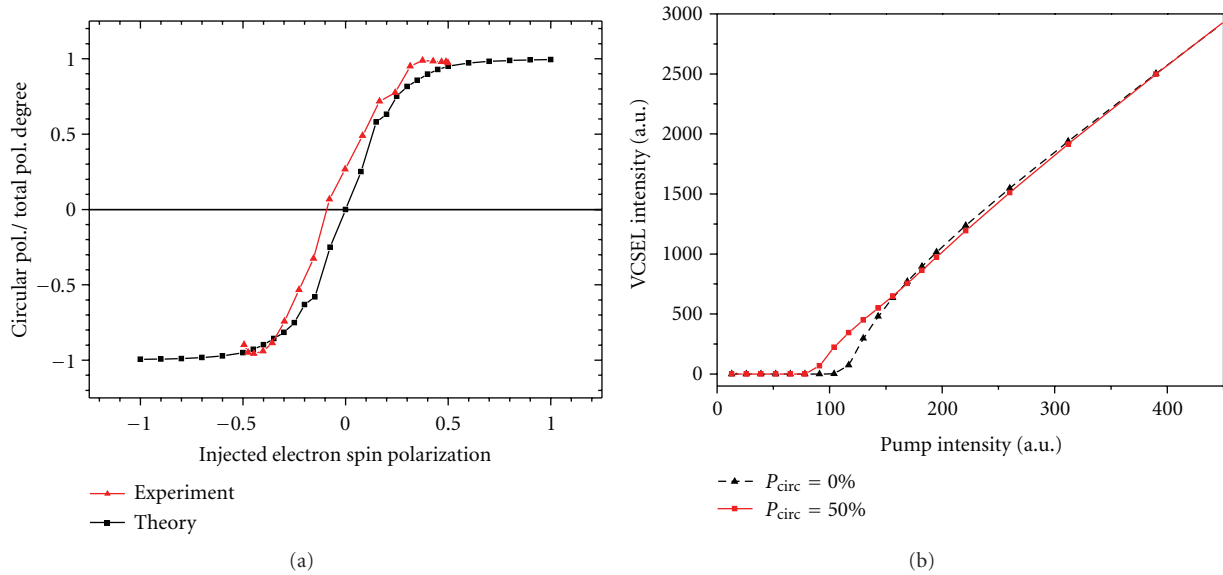 Circular pol./ total pol. degree
1
0.5
0
−0.5
−1
−1
−0.5
0
0.5
1
Injected electron spin polarization
Experiment
Theory
(a)
VCSEL intensity (a.u.)
3000
2500
2000
1500
1000
500
0
0
100
200
300
400
Pump intensity (a.u.)
P_circ = 0%
P_circ = 50%
(b)